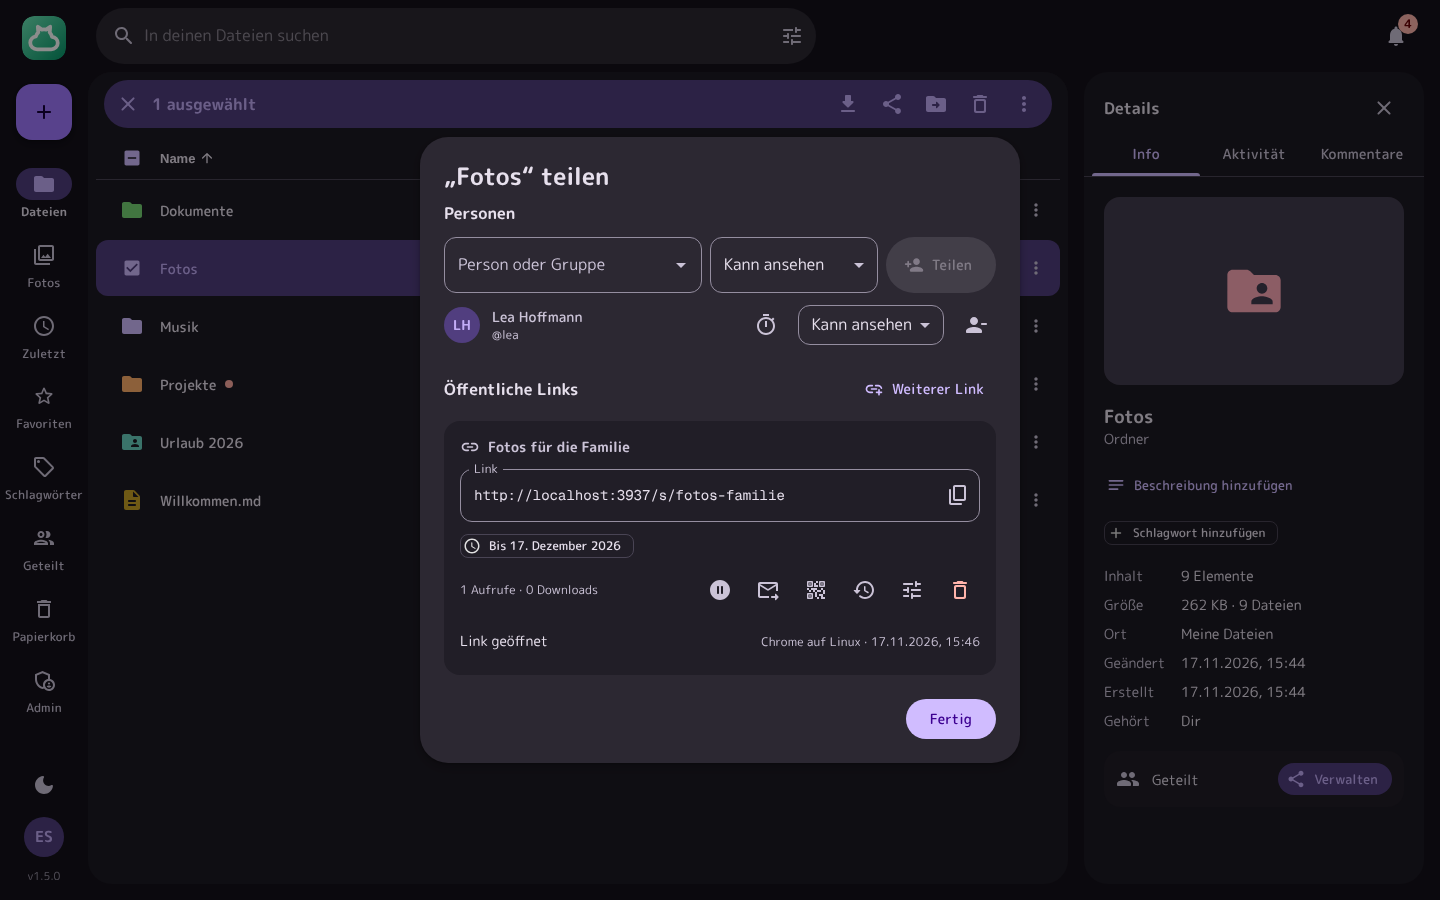 In deinen Dateien suchen
4
1 ausgewählt
Name
Dateien
Fotos
Zuletzt
Favoriten
Schlagwörter
Geteilt
Papierkorb
Admin
ES
v1.5.0
Dokumente
Fotos
Musik
Projekte
Urlaub 2026
Willkommen.md
„Fotos“ teilen
Personen
Person oder Gruppe
Kann ansehen
Teilen
LH
Lea Hoffmann
@lea
Kann ansehen
Öffentliche Links
Weiterer Link
Fotos für die Familie
Link
http://localhost:3937/s/fotos-familie
Bis 17. Dezember 2026
1 Aufrufe · 0 Downloads
Link geöffnet
Chrome auf Linux · 17.11.2026, 15:46
Fertig
Details
Info
Aktivität
Kommentare
Fotos
Ordner
Beschreibung hinzufügen
Schlagwort hinzufügen
Inhalt 9 Elemente
Größe 262 KB · 9 Dateien
Ort Meine Dateien
Geändert 17.11.2026, 15:44
Erstellt 17.11.2026, 15:44
Gehört Dir
Geteilt
Verwalten